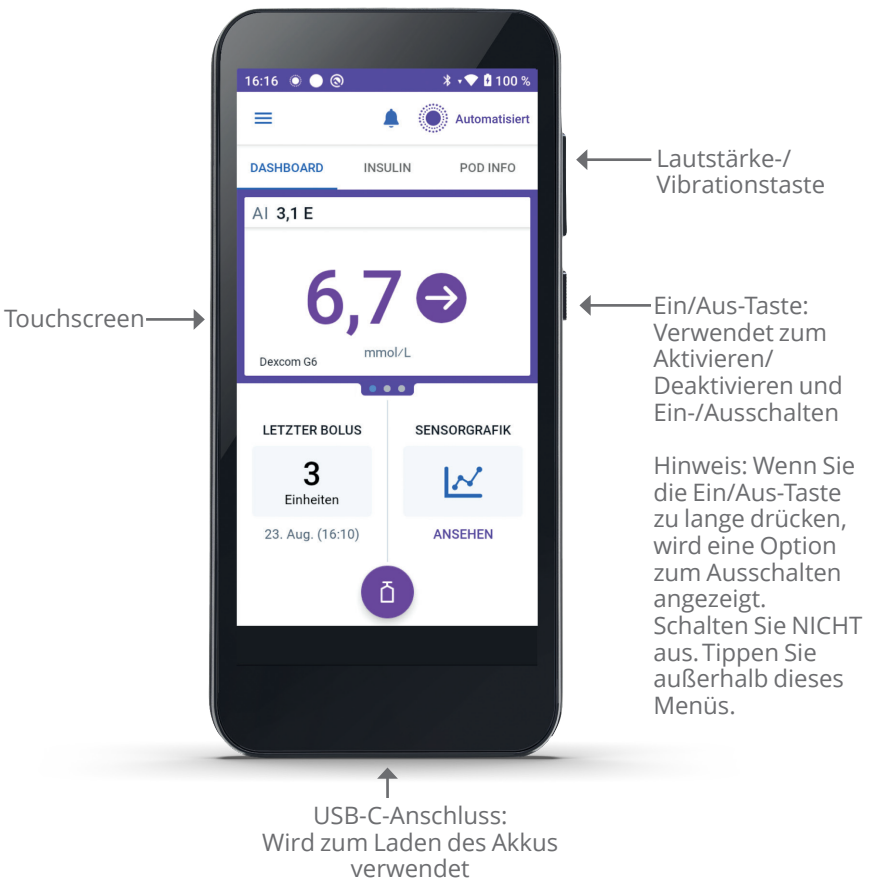 16:16 100 %
Automatisiert
DASHBOARD INSULIN POD INFO
AI 3,1 E
6,7
mmol/L
Dexcom G6
LETZTER BOLUS
3
Einheiten
23. Aug. (16:10)
SENSORGRAFIK
ANSEHEN
Touchscreen
Lautstärke-/
Vibrationstaste
Ein/Aus-Taste:
Verwendet zum
Aktivieren/
Deaktivieren und
Ein-/Ausschalten
Hinweis: Wenn Sie
die Ein/Aus-Taste
zu lange drücken,
wird eine Option
zum Ausschalten
angezeigt.
Schalten Sie NICHT
aus. Tippen Sie
außerhalb dieses
Menüs.
USB-C-Anschluss:
Wird zum Laden des Akkus
verwendet